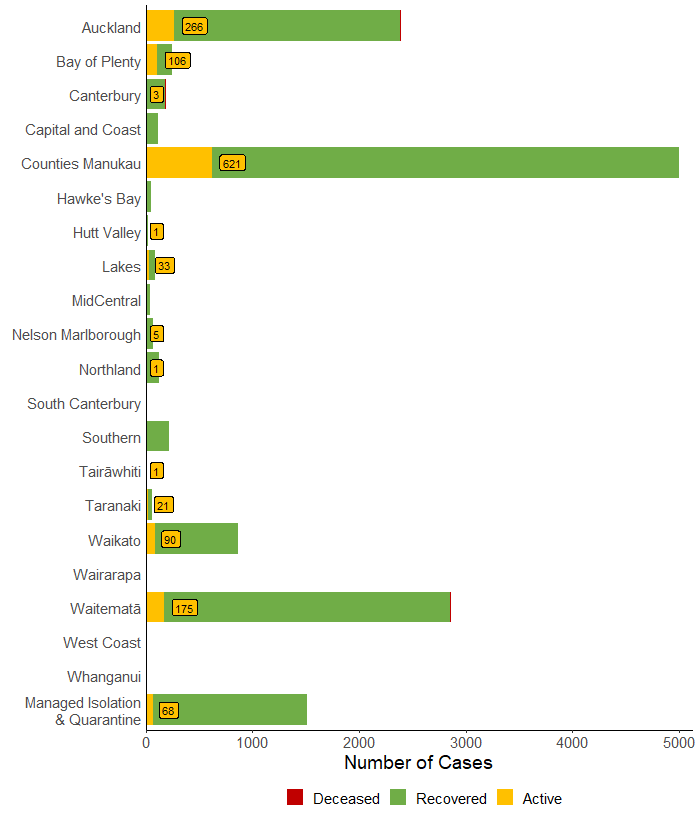 Auckland 266
Bay of Plenty 106
Canterbury 3
Capital and Coast
Counties Manukau 621
Hawke's Bay
Hutt Valley 1
Lakes 33
MidCentral
Nelson Marlborough 5
Northland 1
South Canterbury
Southern
Tairāwhiti 1
Taranaki 21
Waikato 90
Wairarapa
Waitematā 175
West Coast
Whanganui
Managed Isolation
& Quarantine 68
0 1000 2000 3000 4000 5000
Number of Cases
Deceased Recovered Active